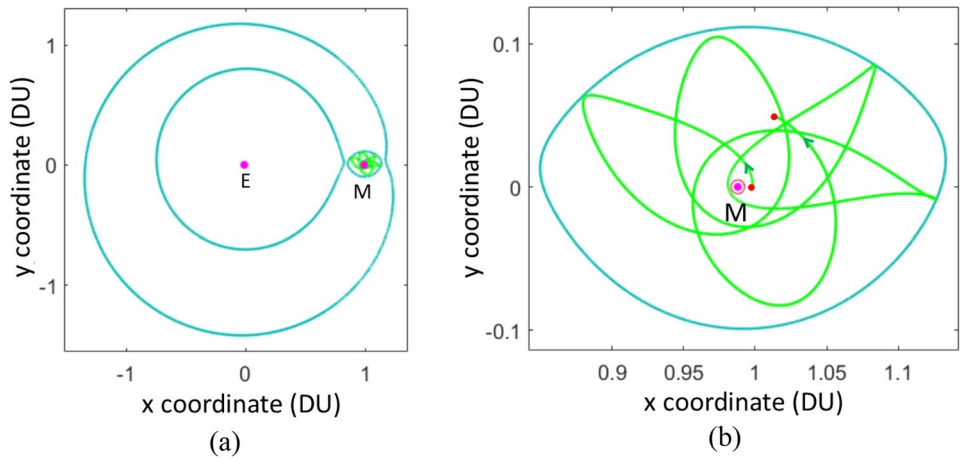 1
0
-1
y coordinate (DU)
E
M
-1
0
1
x coordinate (DU)
(a)
0.1
0
-0.1
y coordinate (DU)
M
0.9
0.95
1
1.05
1.1
x coordinate (DU)
(b)